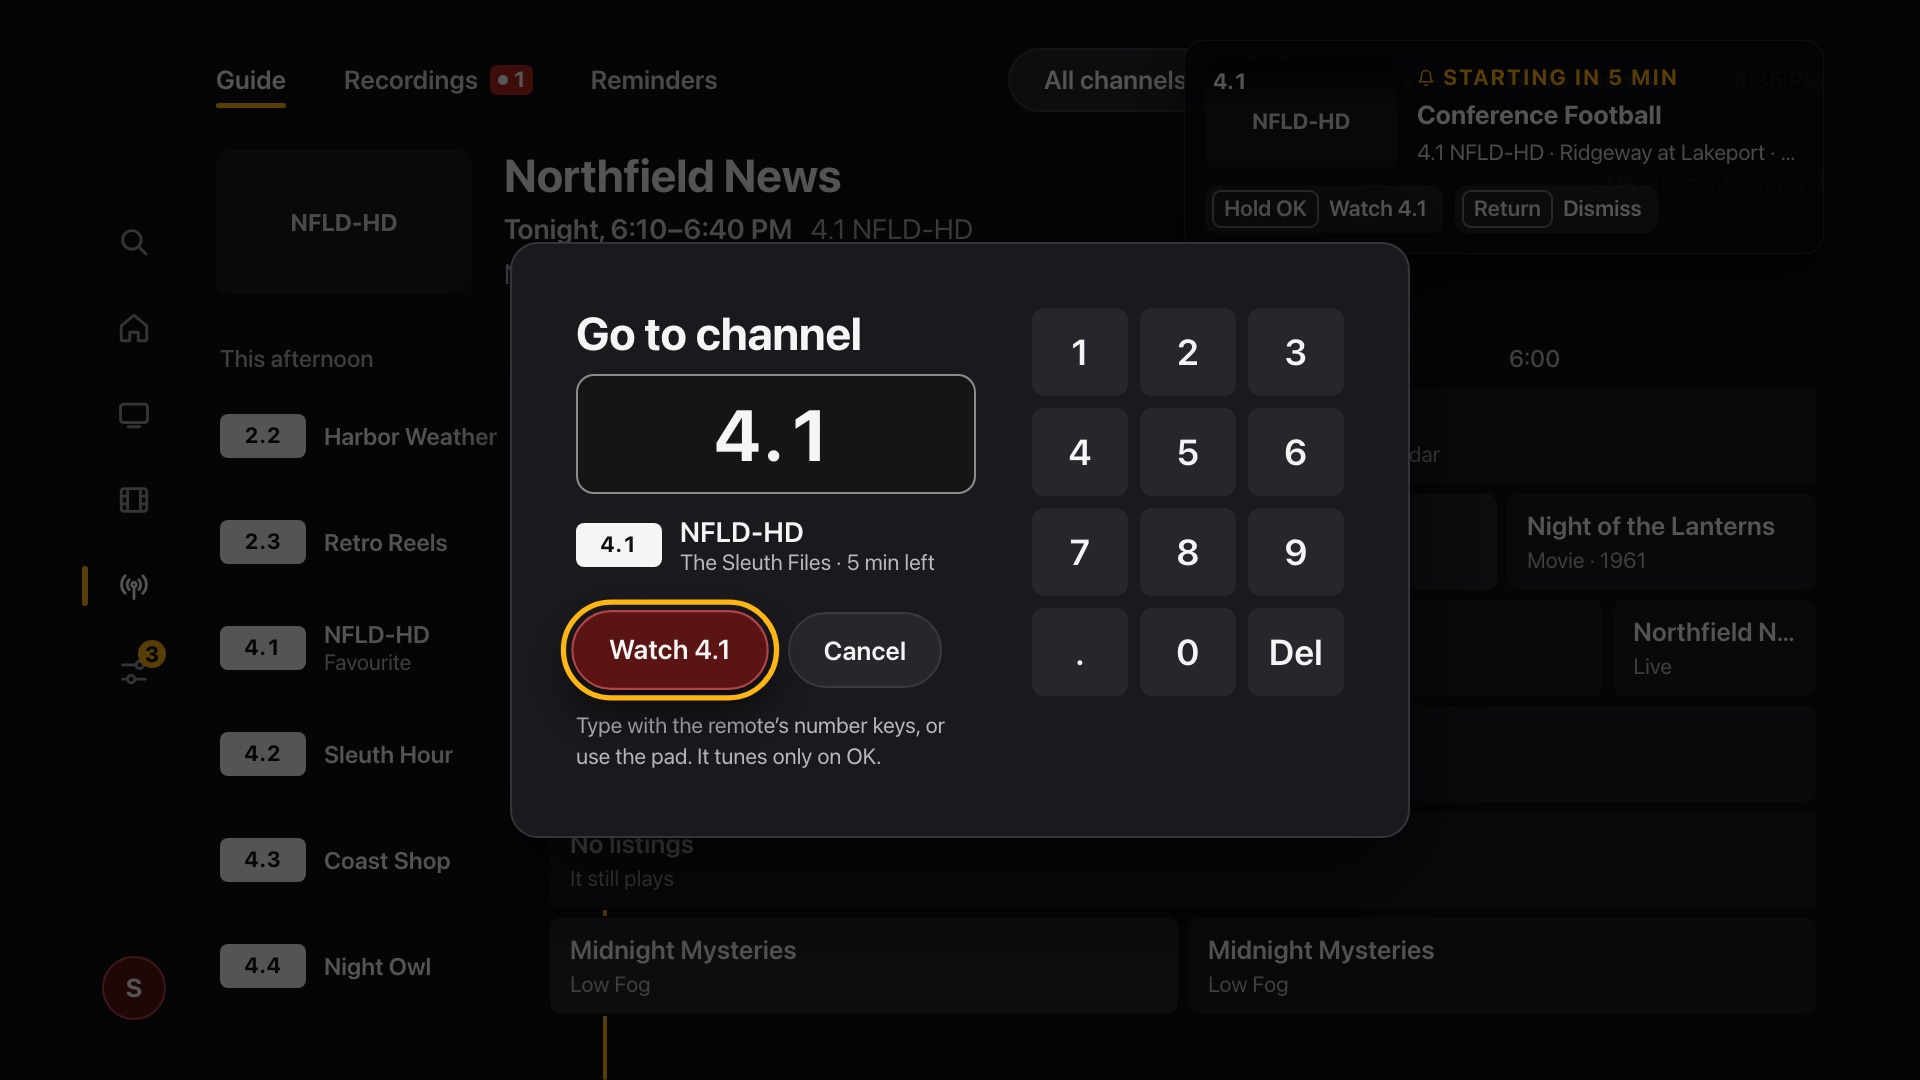 Guide
Recordings
1
Reminders
All channels
4:35 PM
4.1
NFLD-HD
STARTING IN 5 MIN
Conference Football
4.1 NFLD-HD · Ridgeway at Lakeport · ...
OK Record or remind
Hold OK Watch 4.1
Return Dismiss
NFLD-HD
Northfield News
Tonight, 6:10–6:40 PM 4.1 NFLD-HD
This afternoon
6:00
2.2 Harbor Weather
2.3 Retro Reels
4.1 NFLD-HD
Favourite
4.2 Sleuth Hour
4.3 Coast Shop
4.4 Night Owl
3
S
Go to channel
4.1
4.1 NFLD-HD
The Sleuth Files · 5 min left
Watch 4.1
Cancel
Type with the remote’s number keys, or
use the pad. It tunes only on OK.
1 2 3
4 5 6
7 8 9
. 0 Del
dar
Night of the Lanterns
Movie · 1961
Northfield N...
Live
No listings
It still plays
Midnight Mysteries
Low Fog
Midnight Mysteries
Low Fog